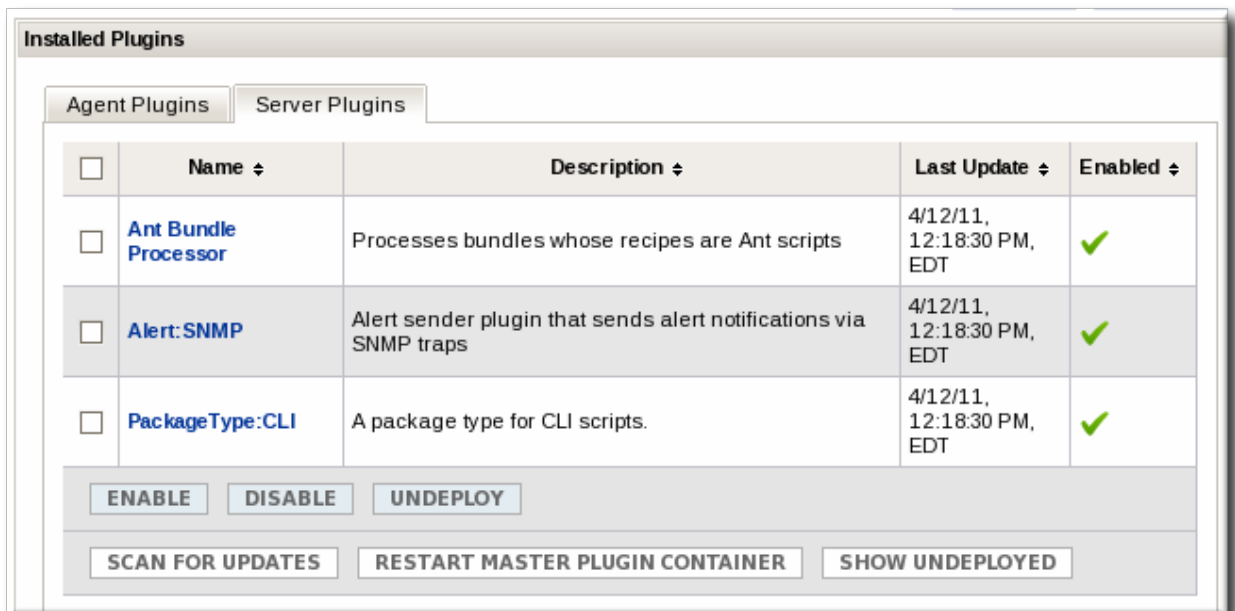 Installed Plugins
Agent Plugins
Server Plugins
Name
Description
Last Update
Enabled
Ant Bundle
Processor
Processes bundles whose recipes are Ant scripts
4/12/11,
12:18:30 PM,
EDT
Alert:SNMP
Alert sender plugin that sends alert notifications via
SNMP traps
4/12/11,
12:18:30 PM,
EDT
PackageType:CLI
A package type for CLI scripts.
4/12/11,
12:18:30 PM,
EDT
ENABLE
DISABLE
UNDEPLOY
SCAN FOR UPDATES
RESTART MASTER PLUGIN CONTAINER
SHOW UNDEPLOYED